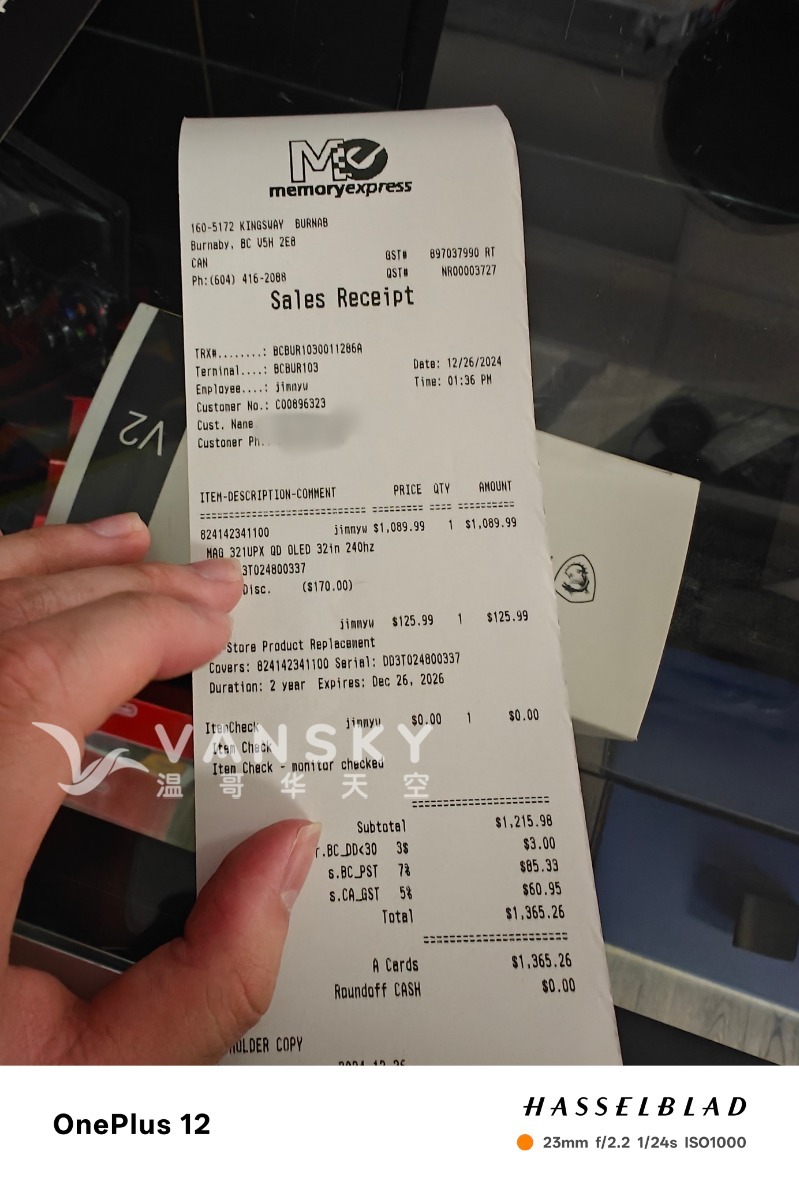 memoryexpress
160-5172 KINGSWAY BURNAB
Burnaby, BC V5H 2E8
CAN GST# 897037990 RT
Ph:(604) 416-2088 QST# NR00003727
Sales Receipt
TRX#.......: BCBUR1030011286A
Terminal....: BCBUR103 Date: 12/26/2024
Employee....: jimmyw Time: 01:36 PM
Customer No.: C00896323
Cust. Name
Customer Ph..
V2
ITEM-DESCRIPTION-COMMENT PRICE QTY AMOUNT
824142341100 jimmyw $1,089.99 1 $1,089.99
MAG 321UPX QD OLED 32in 240hz
3T024800337
Disc. ($170.00)
jimmyw $125.99 1 $125.99
Store Product Replacement
Covers: 824142341100 Serial: DD3T024800337
Duration: 2 year Expires: Dec 26, 2026
ItemCheck jimmyw $0.00 1 $0.00
Item Check
Item Check - monitor checked
VANSKY
温哥华天空
Subtotal $1,215.98
r.BC_DD<30 3$ $3.00
s.BC_PST 7% $85.33
s.CA_GST 5% $60.95
Total $1,365.26
A Cards $1,365.26
Roundoff CASH $0.00
HOLDER COPY
OnePlus 12
HASSELBLAD
23mm f/2.2 1/24s ISO1000